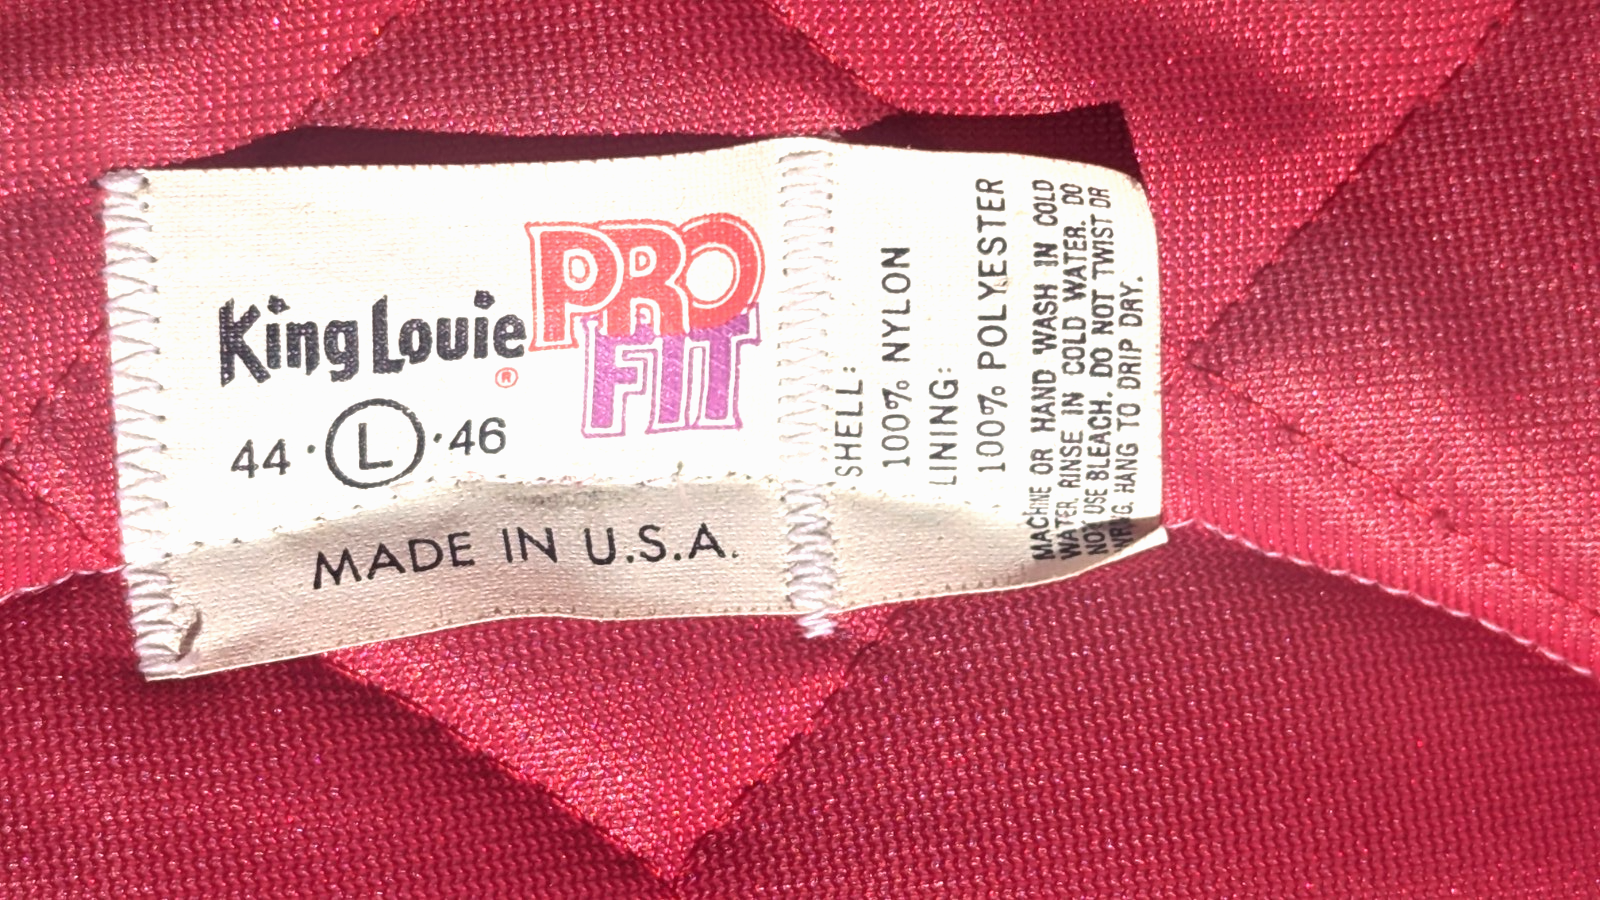 King Louie
®
PRO
FIT
44 · L · 46
MADE IN U.S.A.
SHELL:
100% NYLON
LINING:
100% POLYESTER
MACHINE OR HAND WASH IN COLD
WATER. RINSE IN COLD WATER. DO
NOT USE BLEACH. DO NOT TWIST OR
WRING. HANG TO DRIP DRY.